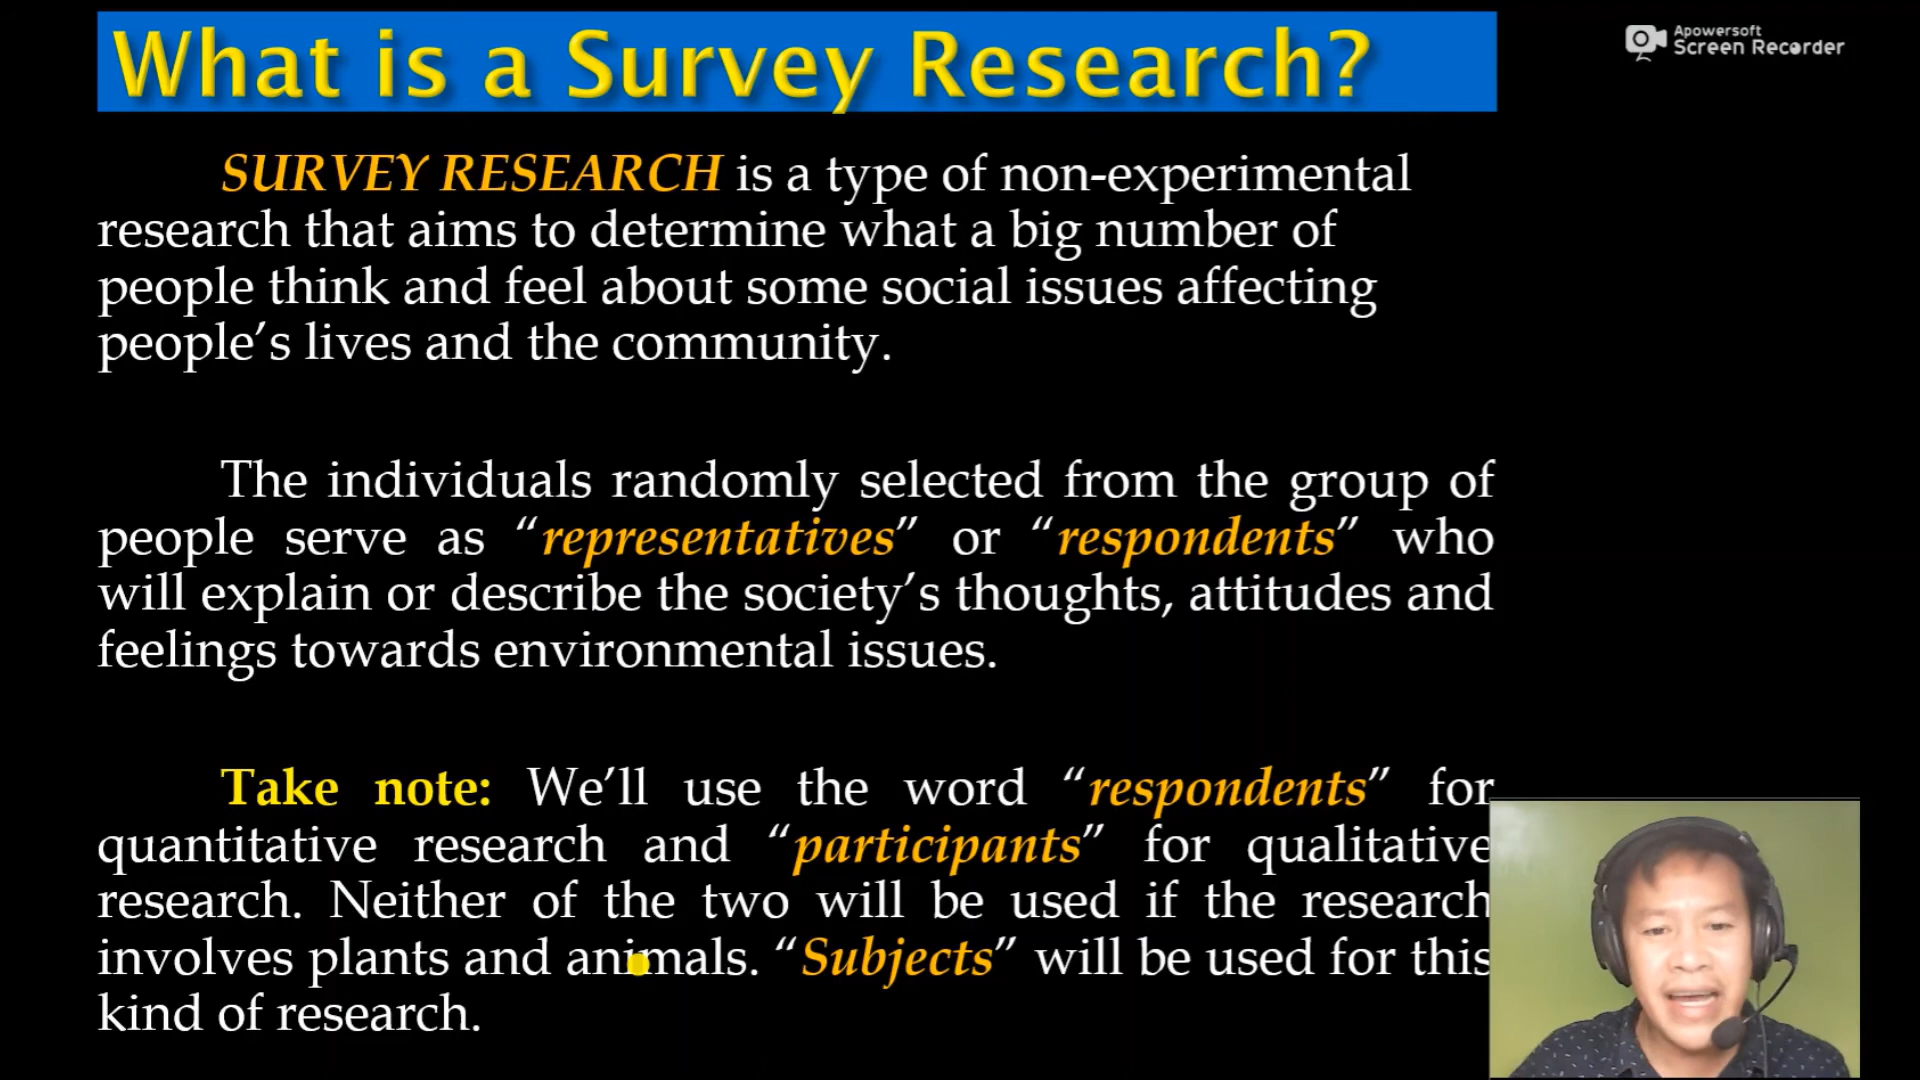 What is a Survey Research?
Apowersoft
Screen Recorder
SURVEY RESEARCH is a type of non-experimental
research that aims to determine what a big number of
people think and feel about some social issues affecting
people’s lives and the community.
The individuals randomly selected from the group of
people serve as “representatives” or “respondents” who
will explain or describe the society’s thoughts, attitudes and
feelings towards environmental issues.
Take note: We’ll use the word “respondents” for
quantitative research and “participants” for qualitative
research. Neither of the two will be used if the research
involves plants and animals. “Subjects” will be used for this
kind of research.